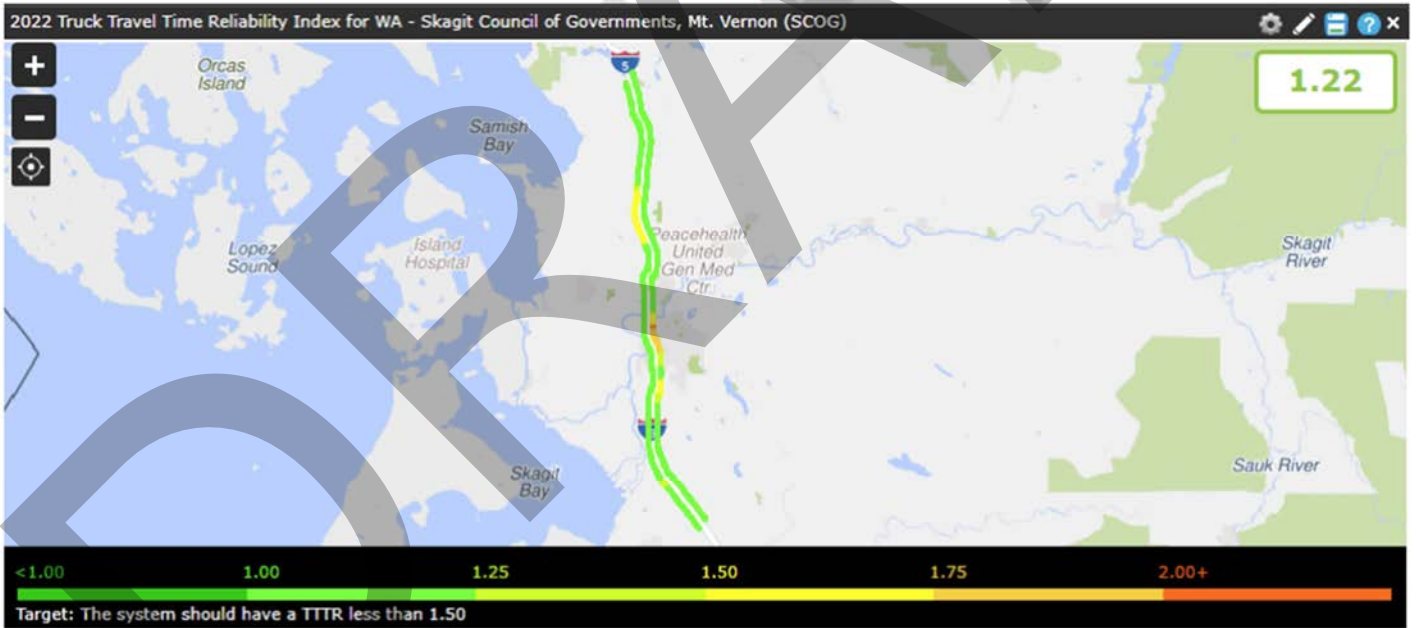 2022 Truck Travel Time Reliability Index for WA - Skagit Council of Governments, Mt. Vernon (SCOG)
1.22
Orcas
Island
5
Samish
Bay
Lopez
Sound
Island
Hospital
Peacehealth
United
Gen Med
Ctr
Skagit
River
Skagit
Bay
Sauk River
<1.00 1.00 1.25 1.50 1.75 2.00+
Target: The system should have a TTTR less than 1.50
DRA